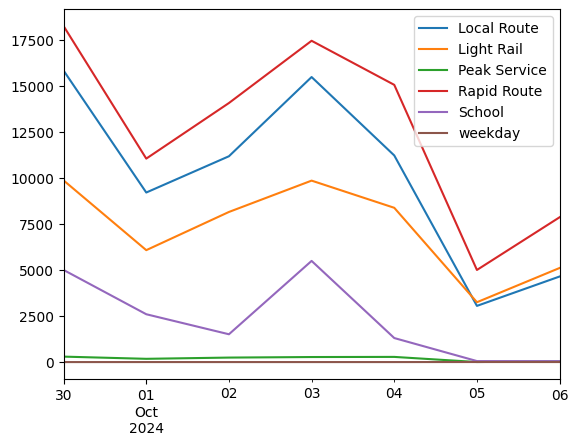 17500
15000
12500
10000
7500
5000
2500
0
Local Route
Light Rail
Peak Service
Rapid Route
School
weekday
30 01 02 03 04 05 06
Oct
2024